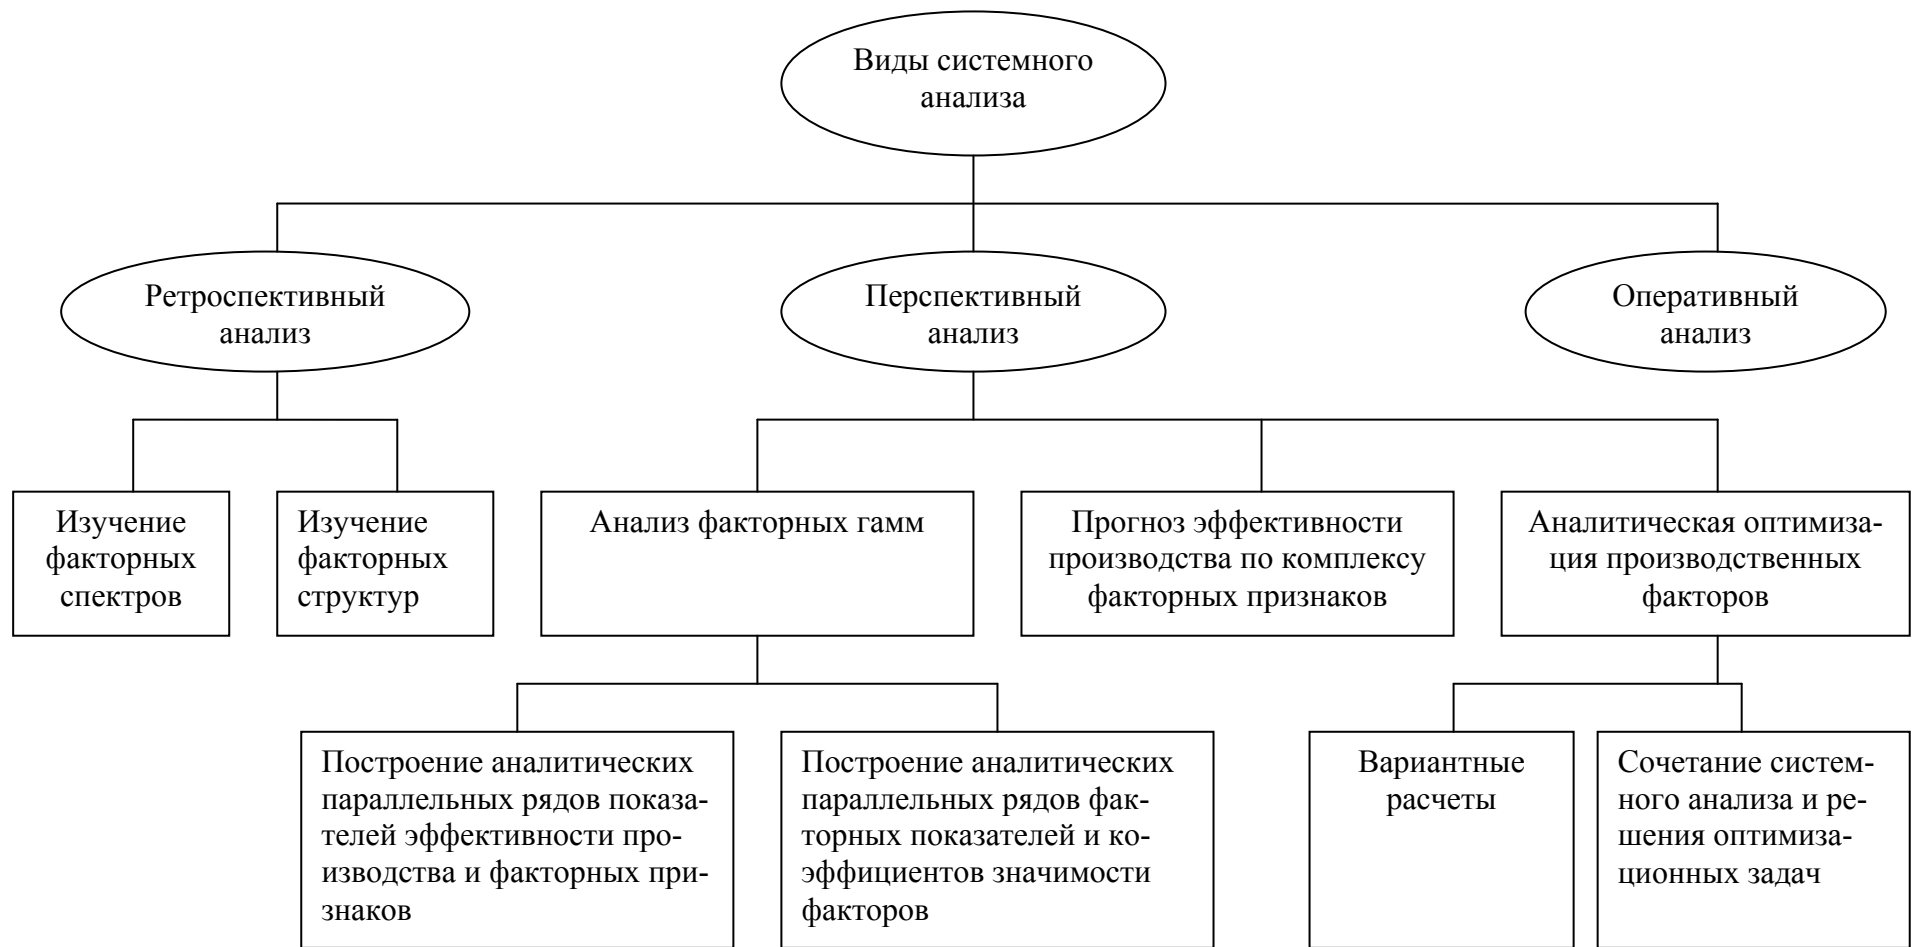 Виды системного
анализа
Ретроспективный
анализ
Перспективный
анализ
Оперативный
анализ
Изучение
факторных
спектров
Изучение
факторных
структур
Анализ факторных гамм
Прогноз эффективности
производства по комплексу
факторных признаков
Аналитическая оптимиза-
ция производственных
факторов
Построение аналитических
параллельных рядов показа-
телей эффективности про-
изводства и факторных при-
знаков
Построение аналитических
параллельных рядов фак-
торных показателей и ко-
эффициентов значимости
факторов
Вариантные
расчеты
Сочетание систем-
ного анализа и ре-
шения оптимиза-
ционных задач